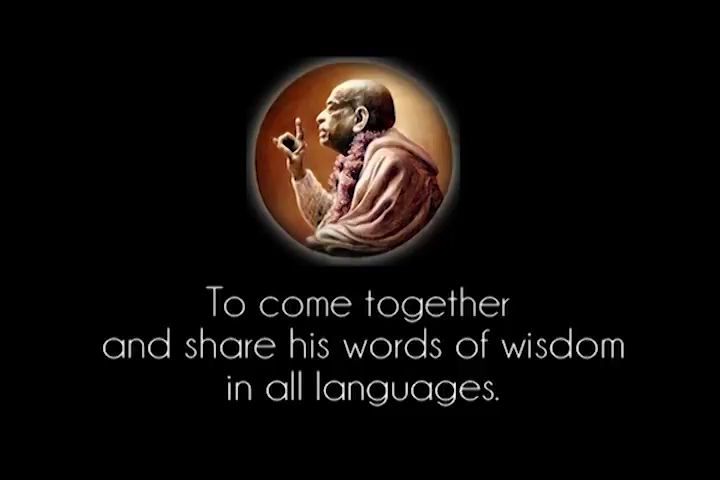 To come together
and share his words of wisdom
in all languages.